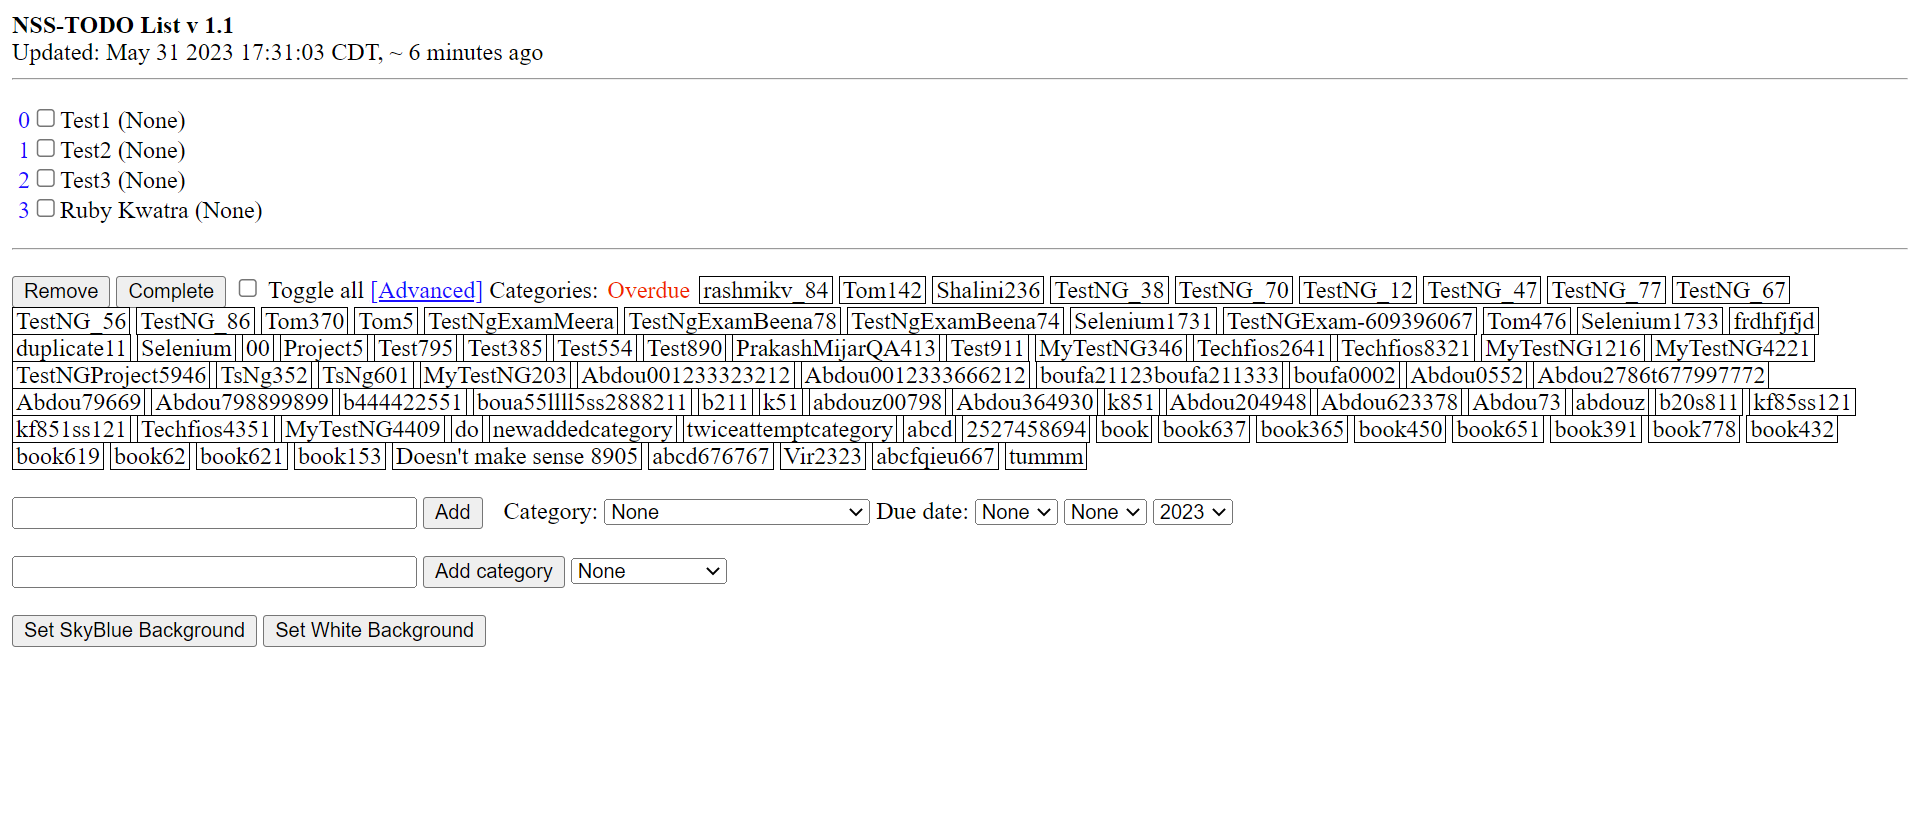 NSS-TODO List v 1.1
Updated: May 31 2023 17:31:03 CDT, ~ 6 minutes ago
0 Test1 (None)
1 Test2 (None)
2 Test3 (None)
3 Ruby Kwatra (None)
Remove Complete Toggle all [Advanced] Categories: Overdue rashmikv_84 Tom142 Shalini236 TestNG_38 TestNG_70 TestNG_12 TestNG_47 TestNG_77 TestNG_67
TestNG_56 TestNG_86 Tom370 Tom5 TestNgExamMeera TestNgExamBeena78 TestNgExamBeena74 Selenium1731 TestNGExam-609396067 Tom476 Selenium1733 frdhfjfjd
duplicate11 Selenium 00 Project5 Test795 Test385 Test554 Test890 PrakashMijarQA413 Test911 MyTestNG346 Techfios2641 Techfios8321 MyTestNG1216 MyTestNG4221
TestNGProject5946 TsNg352 TsNg601 MyTestNG203 Abdou001233323212 Abdou0012333666212 boufa21123boufa211333 boufa0002 Abdou0552 Abdou2786t677997772
Abdou79669 Abdou798899899 b444422551 boua55llll5ss2888211 b211 k51 abdouz00798 Abdou364930 k851 Abdou204948 Abdou623378 Abdou73 abdouz b20s811 kf85ss121
kf851ss121 Techfios4351 MyTestNG4409 do newaddedcategory twiceattemptcategory abcd 2527458694 book book637 book365 book450 book651 book391 book778 book432
book619 book62 book621 book153 Doesn't make sense 8905 abcd676767 Vir2323 abcfqieu667 tummm
Add Category: None Due date: None None 2023
Add category None
Set SkyBlue Background Set White Background